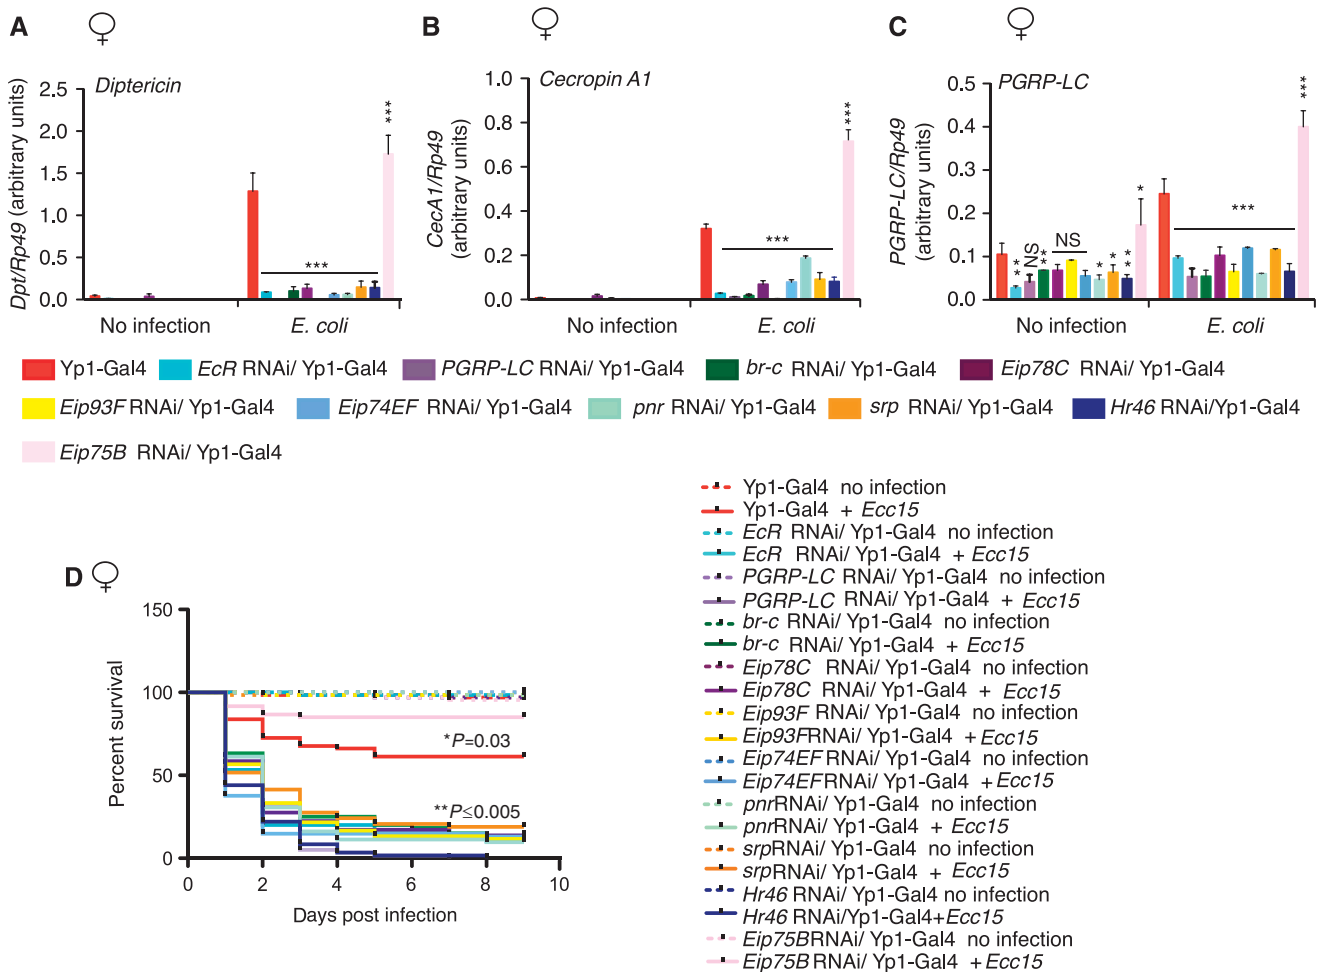 A ♀
B ♀
C ♀
Diptericin
Dpt/Rp49 (arbitrary units)
2.5
2.0
1.5
1.0
0.5
0.0
***
***
No infection
E. coli
Cecropin A1
CecA1/Rp49
(arbitrary units)
1.0
0.8
0.6
0.4
0.2
0.0
***
***
No infection
E. coli
PGRP-LC
PGRP-LC/Rp49
(arbitrary units)
0.5
0.4
0.3
0.2
0.1
0.0
** NS ** NS * * ** *
***
***
No infection
E. coli
Yp1-Gal4 EcR RNAi/ Yp1-Gal4 PGRP-LC RNAi/ Yp1-Gal4 br-c RNAi/ Yp1-Gal4 Eip78C RNAi/ Yp1-Gal4
Eip93F RNAi/ Yp1-Gal4 Eip74EF RNAi/ Yp1-Gal4 pnr RNAi/ Yp1-Gal4 srp RNAi/ Yp1-Gal4 Hr46 RNAi/Yp1-Gal4
Eip75B RNAi/ Yp1-Gal4
D ♀
Percent survival
150
100
50
0
*P=0.03
**P≤0.005
0 2 4 6 8 10
Days post infection
Yp1-Gal4 no infection
Yp1-Gal4 + Ecc15
EcR RNAi/ Yp1-Gal4 no infection
EcR RNAi/ Yp1-Gal4 + Ecc15
PGRP-LC RNAi/ Yp1-Gal4 no infection
PGRP-LC RNAi/ Yp1-Gal4 + Ecc15
br-c RNAi/ Yp1-Gal4 no infection
br-c RNAi/ Yp1-Gal4 + Ecc15
Eip78C RNAi/ Yp1-Gal4 no infection
Eip78C RNAi/ Yp1-Gal4 + Ecc15
Eip93F RNAi/ Yp1-Gal4 no infection
Eip93FRNAi/ Yp1-Gal4 +Ecc15
Eip74EF RNAi/ Yp1-Gal4 no infection
Eip74EFRNAi/ Yp1-Gal4 +Ecc15
pnrRNAi/ Yp1-Gal4 no infection
pnrRNAi/ Yp1-Gal4 + Ecc15
srpRNAi/ Yp1-Gal4 no infection
srpRNAi/ Yp1-Gal4 + Ecc15
Hr46 RNAi/ Yp1-Gal4 no infection
Hr46 RNAi/Yp1-Gal4+Ecc15
Eip75BRNAi/ Yp1-Gal4 no infection
Eip75B RNAi/ Yp1-Gal4 +Ecc15